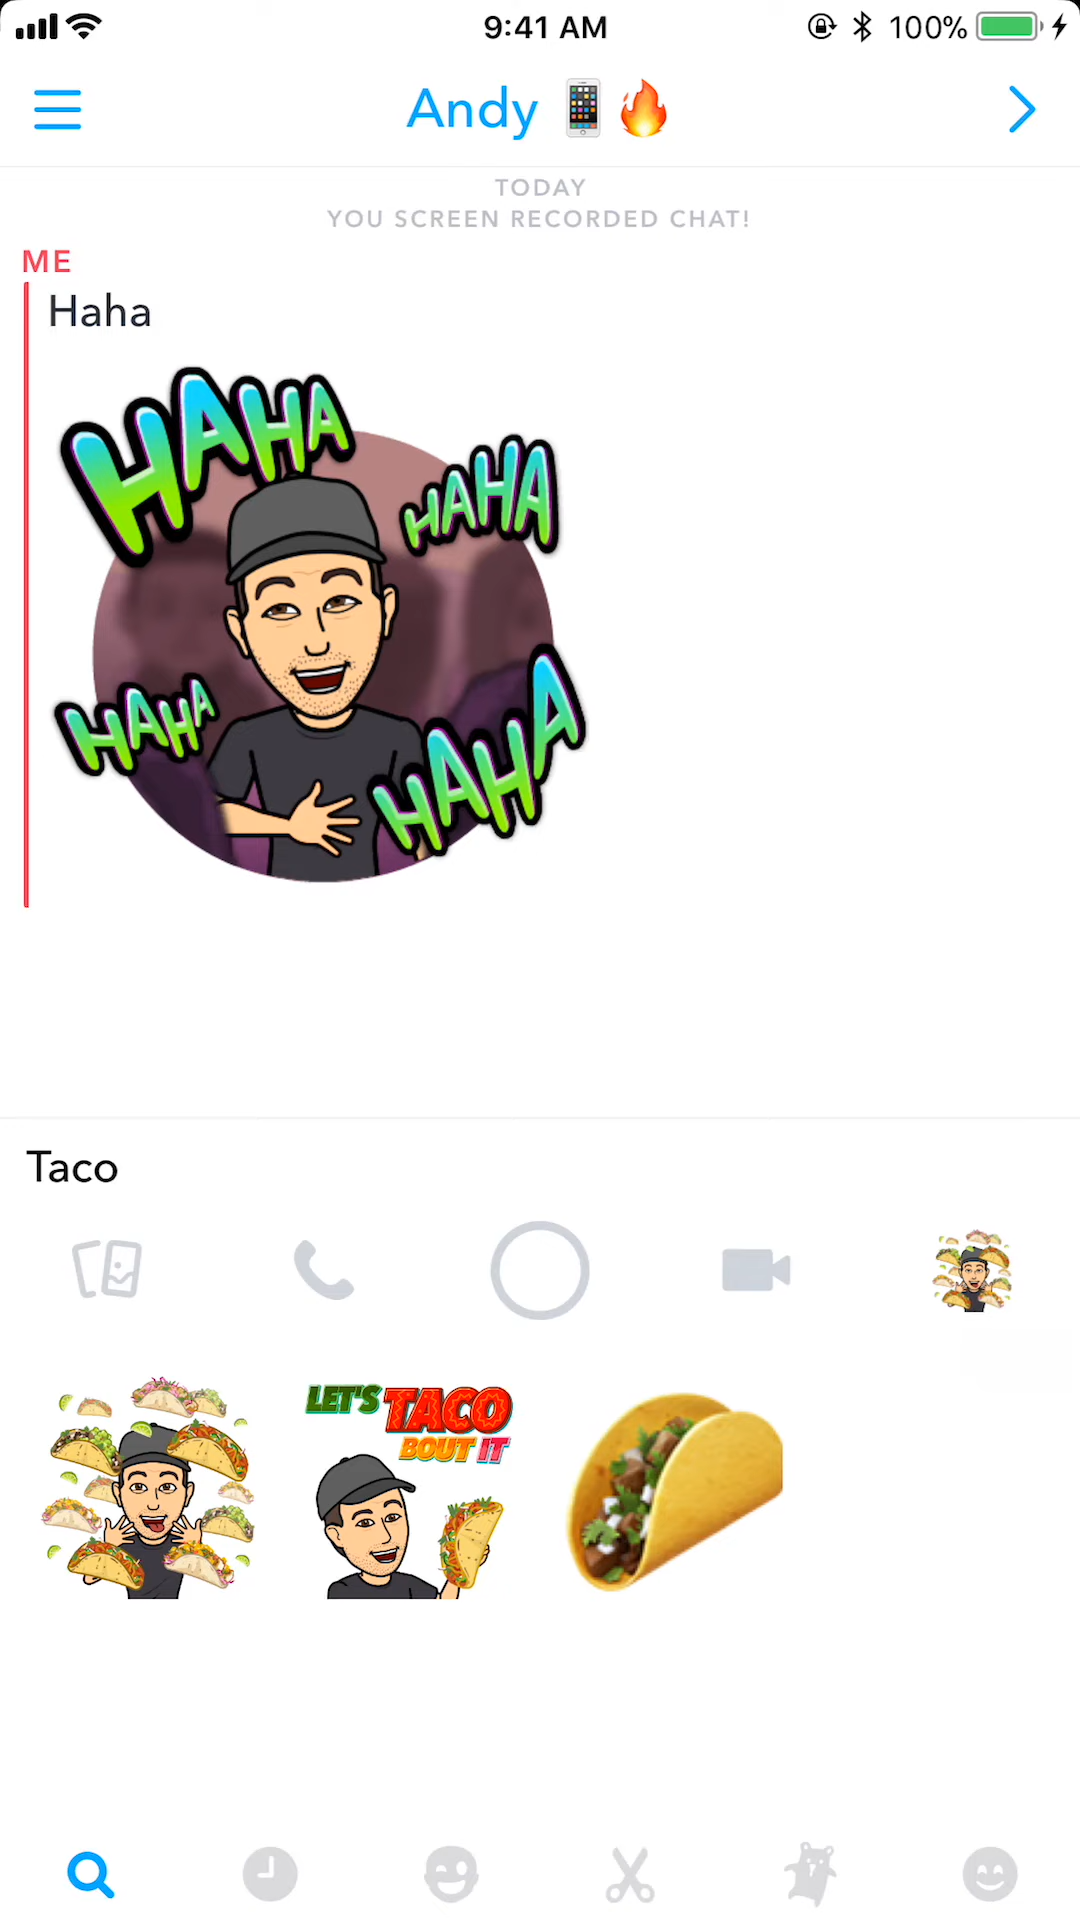 9:41 AM
100%
Andy 📱🔥
TODAY
YOU SCREEN RECORDED CHAT!
ME
Haha
HAHA
HAHA
HAHA
HAHA
Taco
LET'S TACO
BOUT IT